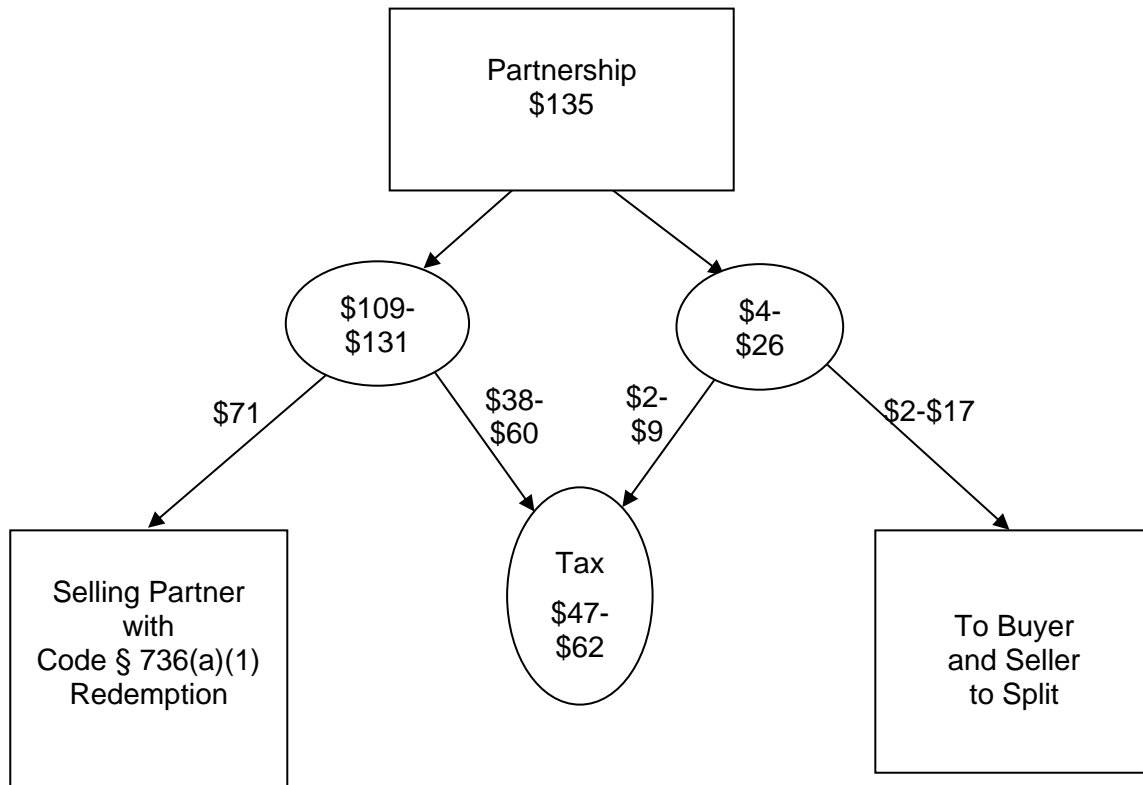 Partnership
$135
$109-
$131
$4-
$26
$71
$38-
$60
$2-
$9
$2-$17
Selling Partner
with
Code § 736(a)(1)
Redemption
Tax
$47-
$62
To Buyer
and Seller
to Split